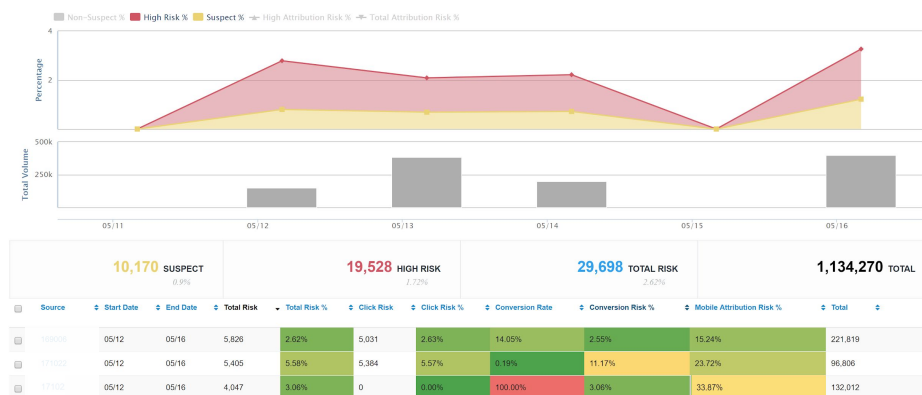 Non-Suspect % High Risk % Suspect % High Attribution Risk % Total Attribution Risk %
4
Percentage
2
500k
Total Volume
250k
05/11 05/12 05/13 05/14 05/15 05/16
10,170 SUSPECT 19,528 HIGH RISK 29,698 TOTAL RISK 1,134,270 TOTAL
0.9% 1.72% 2.62%
Source Start Date End Date Total Risk Total Risk % Click Risk Click Risk % Conversion Rate Conversion Risk % Mobile Attribution Risk % Total
05/12 05/16 5,826 2.62% 5,031 2.83% 14.05% 2.55% 15.24% 221,819
05/12 05/16 5,405 5.58% 5,384 5.57% 0.19% 11.17% 23.72% 96,806
05/12 05/16 4,047 3.06% 0 0.00% 100.00% 3.06% 33.87% 132,012